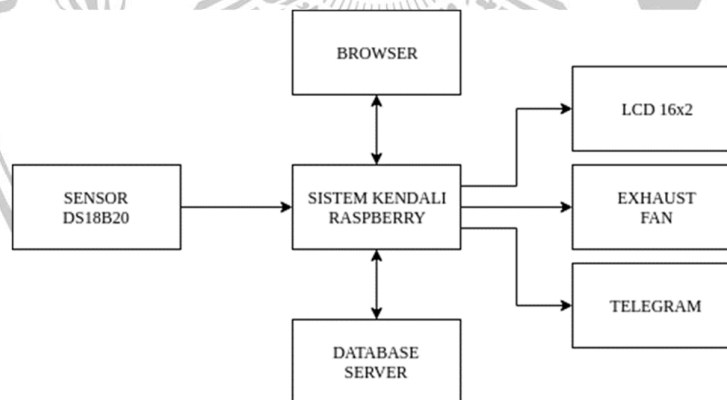 BROWSER
LCD 16x2
SENSOR
DS18B20
SISTEM KENDALI
RASPBERRY
EXHAUST
FAN
TELEGRAM
DATABASE
SERVER